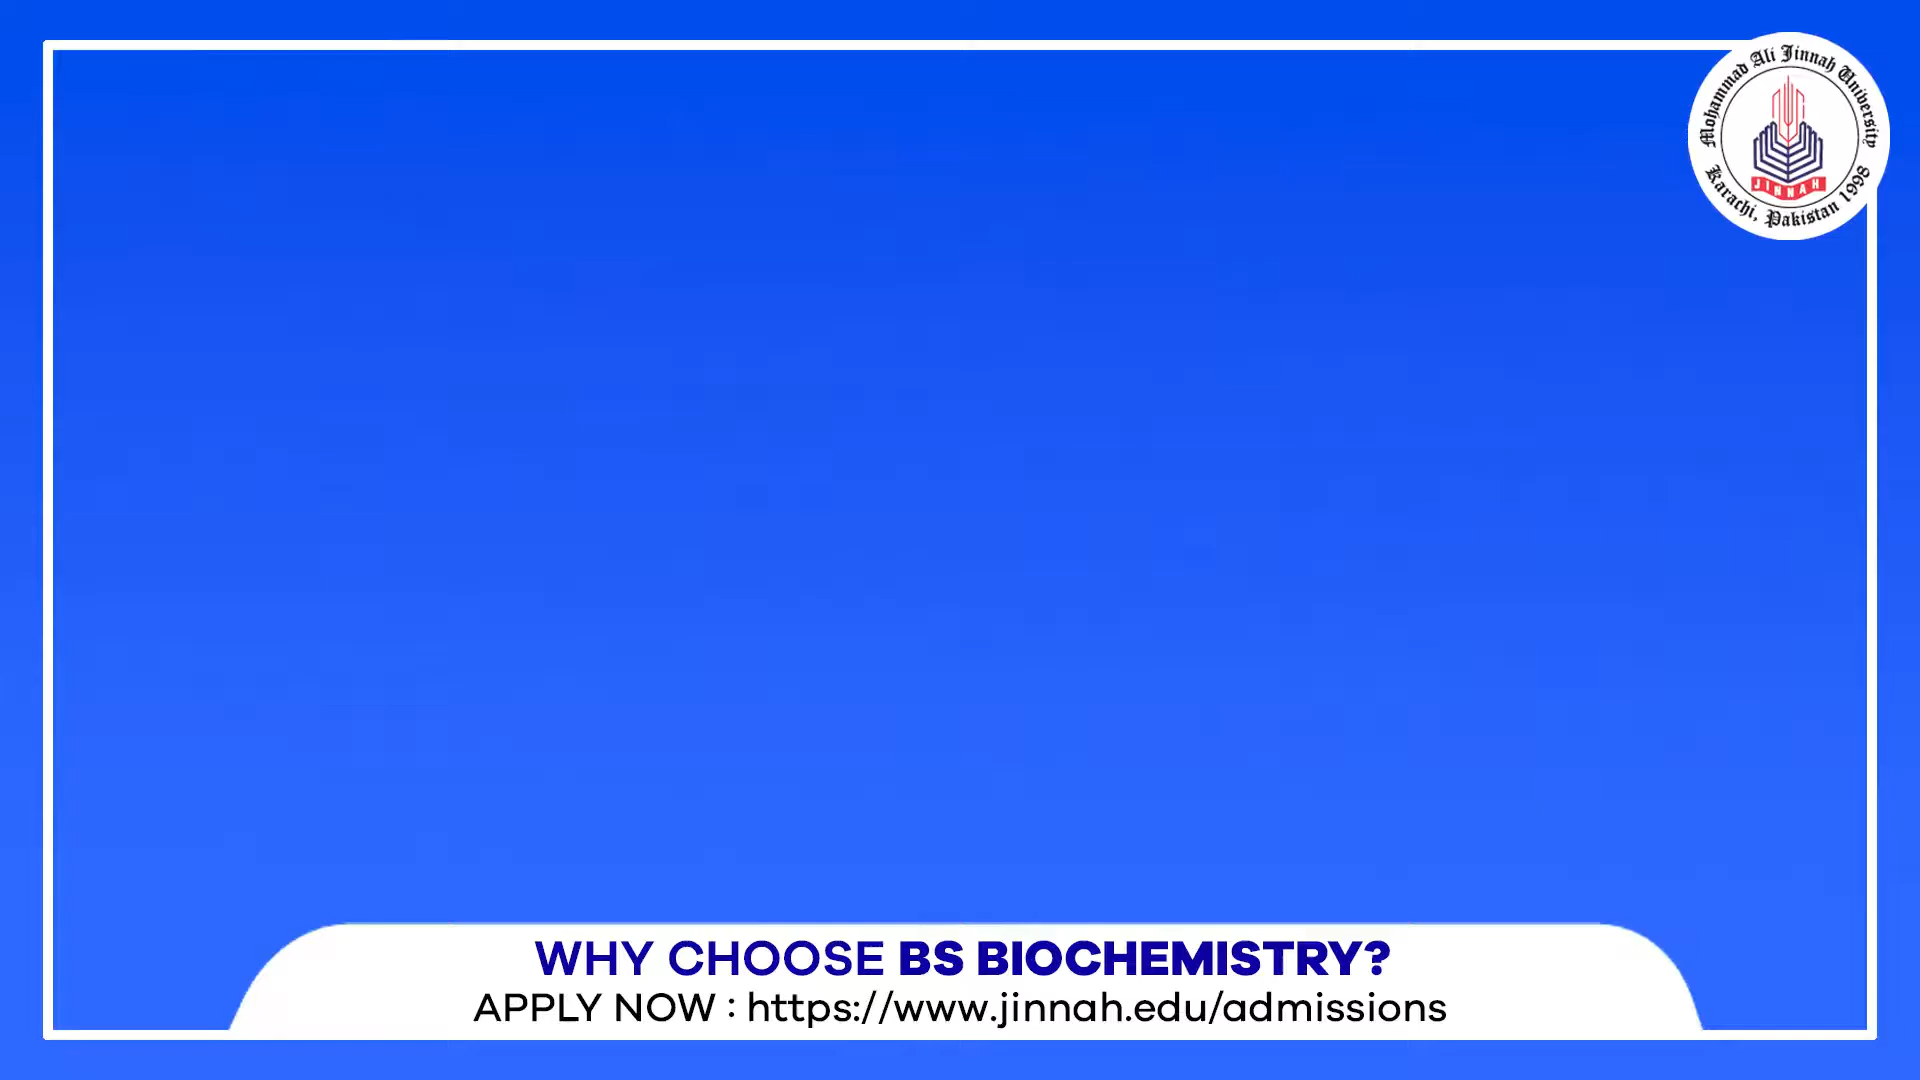 Mohammad Ali Jinnah University
JINNAH
Karachi, Pakistan 1998
WHY CHOOSE BS BIOCHEMISTRY?
APPLY NOW : https://www.jinnah.edu/admissions